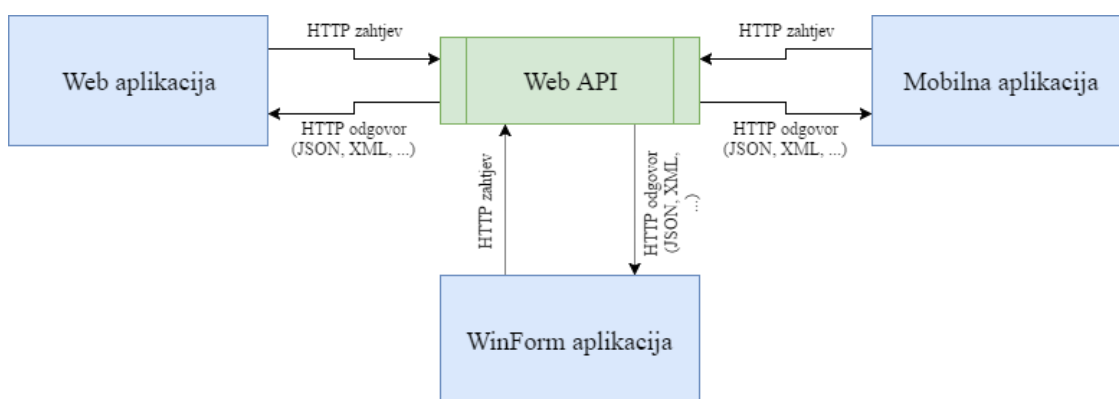 HTTP zahtjev
HTTP zahtjev
Web aplikacija
Web API
Mobilna aplikacija
HTTP odgovor
(JSON, XML, ...)
HTTP odgovor
(JSON, XML, ...)
HTTP zahtjev
HTTP odgovor
(JSON, XML,
...)
WinForm aplikacija